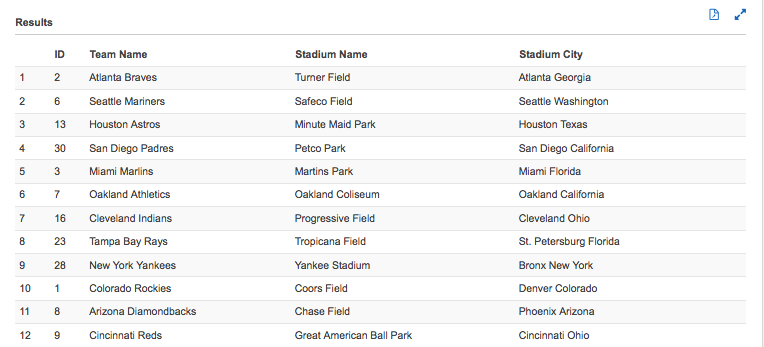 Results
ID Team Name Stadium Name Stadium City
1 2 Atlanta Braves Turner Field Atlanta Georgia
2 6 Seattle Mariners Safeco Field Seattle Washington
3 13 Houston Astros Minute Maid Park Houston Texas
4 30 San Diego Padres Petco Park San Diego California
5 3 Miami Marlins Martins Park Miami Florida
6 7 Oakland Athletics Oakland Coliseum Oakland California
7 16 Cleveland Indians Progressive Field Cleveland Ohio
8 23 Tampa Bay Rays Tropicana Field St. Petersburg Florida
9 28 New York Yankees Yankee Stadium Bronx New York
10 1 Colorado Rockies Coors Field Denver Colorado
11 8 Arizona Diamondbacks Chase Field Phoenix Arizona
12 9 Cincinnati Reds Great American Ball Park Cincinnati Ohio